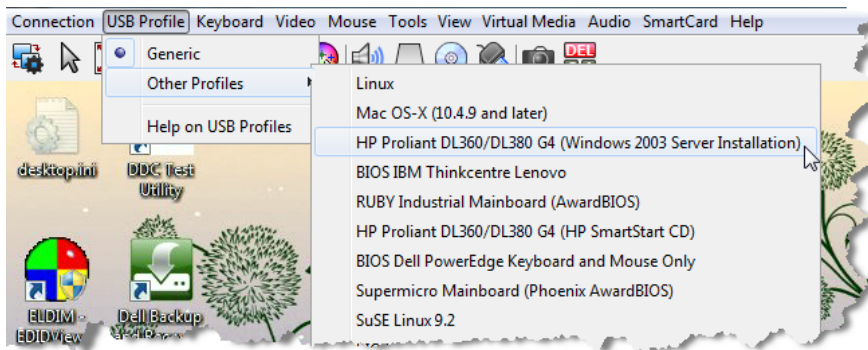 Connection USB Profile Keyboard Video Mouse Tools View Virtual Media Audio SmartCard Help
DEL
Generic
Other Profiles
Help on USB Profiles
Linux
Mac OS-X (10.4.9 and later)
HP Proliant DL360/DL380 G4 (Windows 2003 Server Installation)
BIOS IBM Thinkcentre Lenovo
RUBY Industrial Mainboard (AwardBIOS)
HP Proliant DL360/DL380 G4 (HP SmartStart CD)
BIOS Dell PowerEdge Keyboard and Mouse Only
Supermicro Mainboard (Phoenix AwardBIOS)
SuSE Linux 9.2
desktop.ini
DDC Test
Utility
ELDIM -
EDIDView
Dell Backup
and